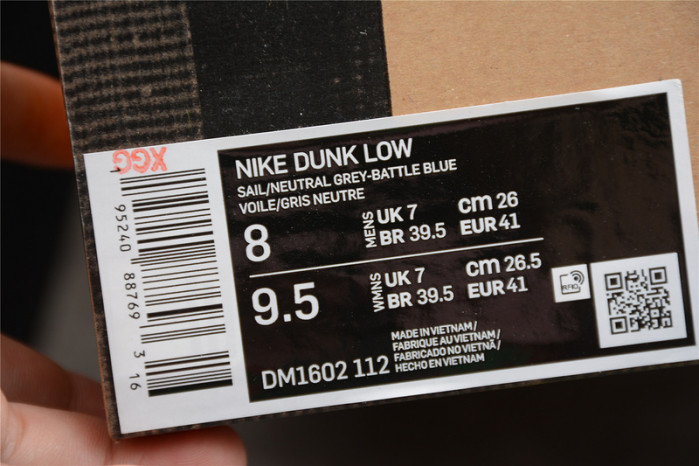 XGG
1 95240 88769 3 16
NIKE DUNK LOW
SAIL/NEUTRAL GREY-BATTLE BLUE
VOILE/GRIS NEUTRE
8
MENS
UK 7 cm 26
BR 39.5 EUR 41
9.5
WMNS
UK 7 cm 26.5
BR 39.5 EUR 41
RFID
DM1602 112
MADE IN VIETNAM/
FABRIQUE AU VIETNAM/
FABRICADO NO VIETNÃ/
HECHO EN VIETNAM